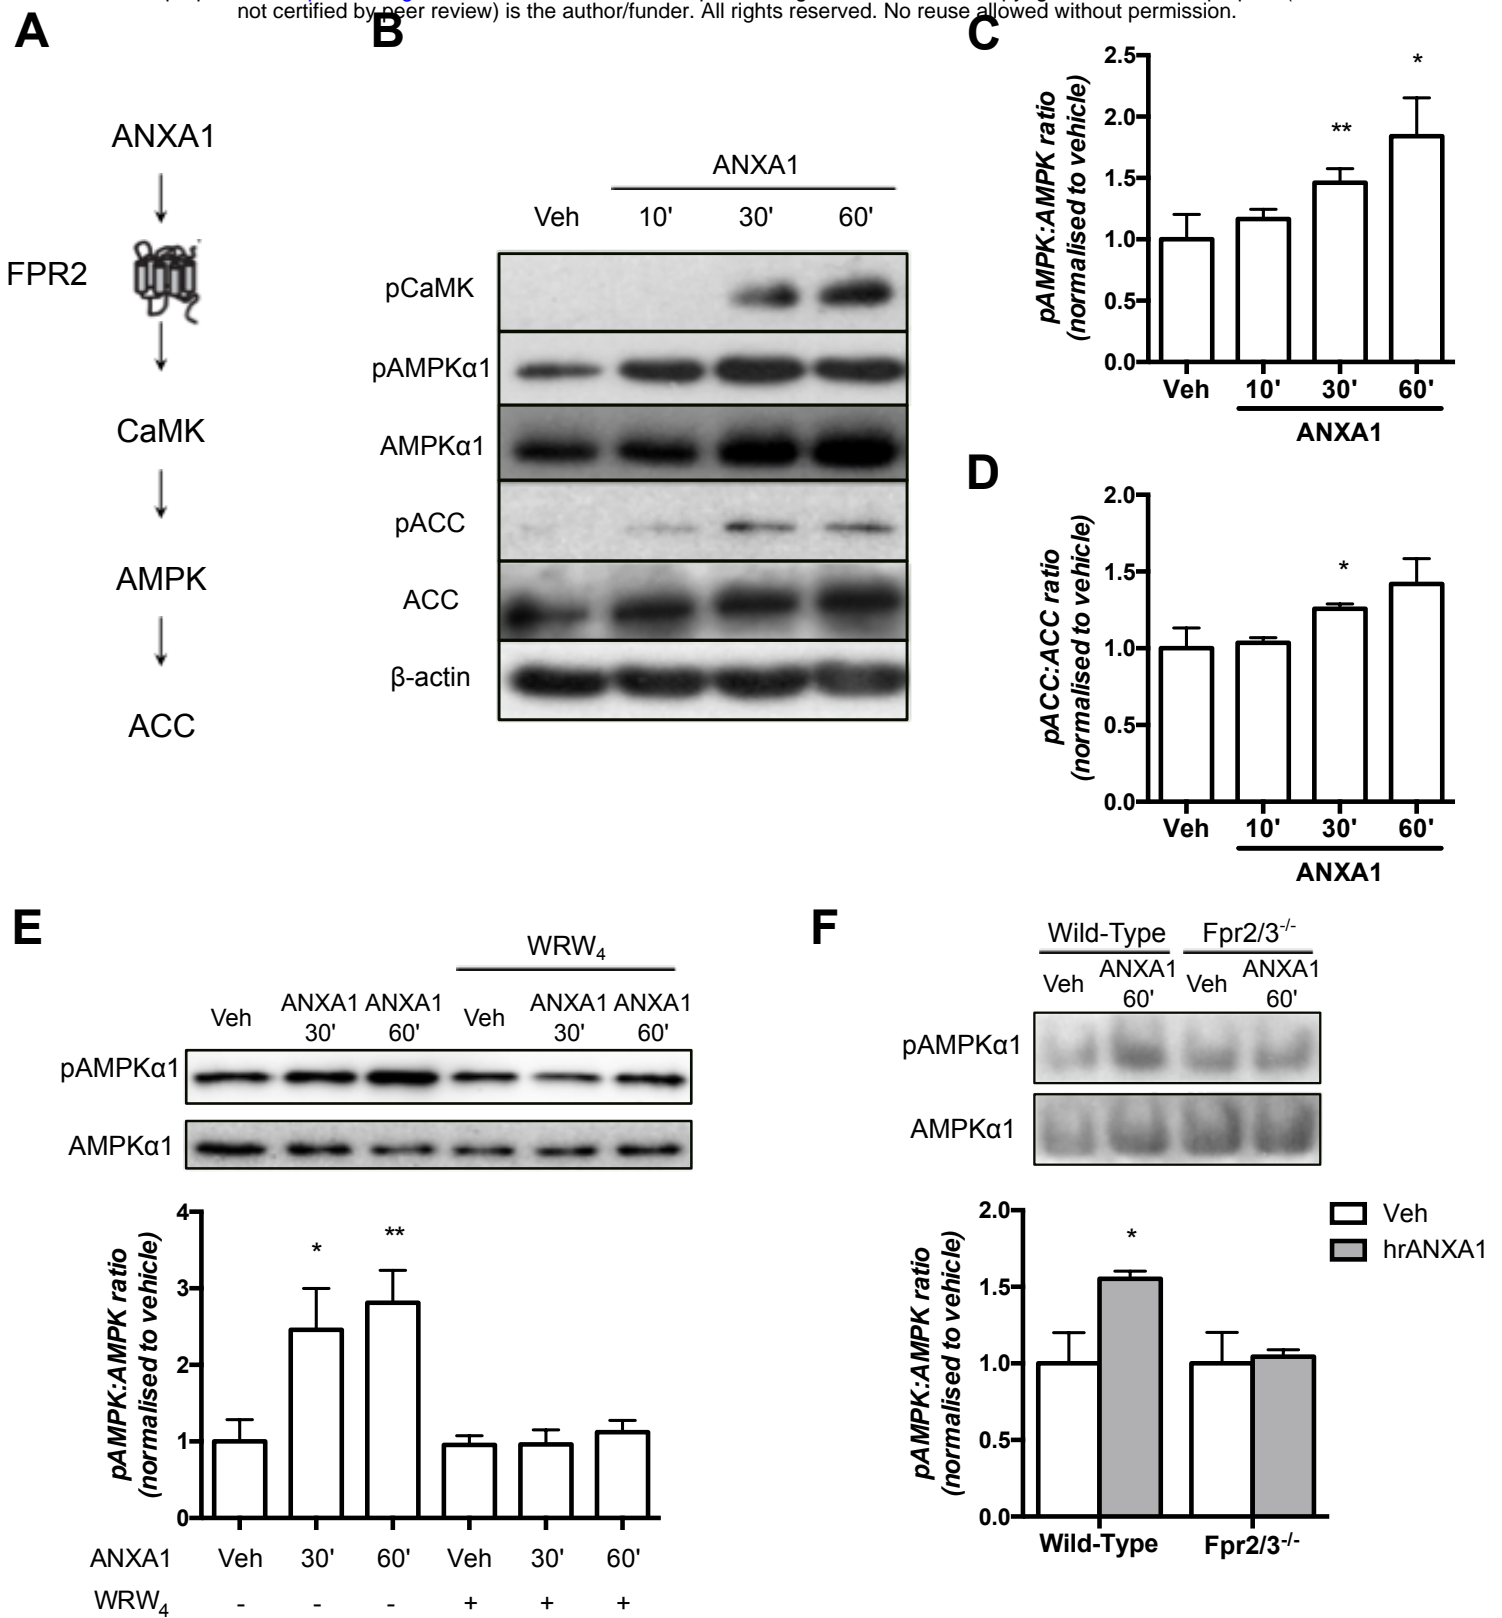 not certified by peer review) is the author/funder. All rights reserved. No reuse allowed without permission.
A
ANXA1
FPR2
CaMK
AMPK
ACC
B
ANXA1
Veh 10' 30' 60'
pCaMK
pAMPKα1
AMPKα1
pACC
ACC
β-actin
C
pAMPK:AMPK ratio
(normalised to vehicle)
2.5
2.0
1.5
1.0
0.5
0.0
**
*
Veh 10' 30' 60'
ANXA1
D
pACC:ACC ratio
(normalised to vehicle)
2.0
1.5
1.0
0.5
0.0
*
Veh 10' 30' 60'
ANXA1
E
WRW4
Veh ANXA1 30' ANXA1 60' Veh ANXA1 30' ANXA1 60'
pAMPKα1
AMPKα1
pAMPK:AMPK ratio
(normalised to vehicle)
4
3
2
1
0
*
**
ANXA1 Veh 30' 60' Veh 30' 60'
WRW4 - - - + + +
F
Wild-Type Fpr2/3-/-
Veh ANXA1 60' Veh ANXA1 60'
pAMPKα1
AMPKα1
pAMPK:AMPK ratio
(normalised to vehicle)
2.0
1.5
1.0
0.5
0.0
*
Veh
hrANXA1
Wild-Type Fpr2/3-/-